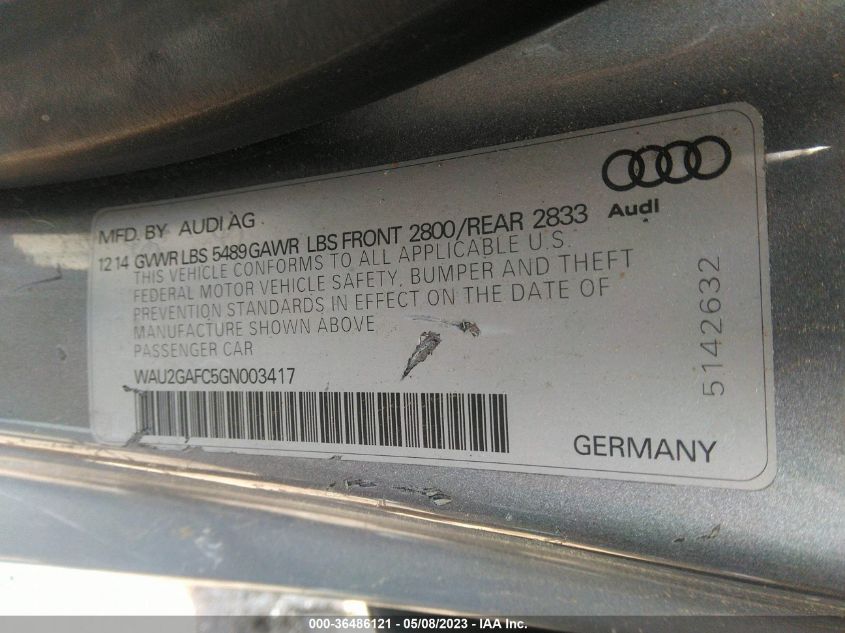 MFD. BY AUDI AG
12 14 GVWR LBS 5489 GAWR LBS FRONT 2800/REAR 2833
THIS VEHICLE CONFORMS TO ALL APPLICABLE U.S.
FEDERAL MOTOR VEHICLE SAFETY, BUMPER AND THEFT
PREVENTION STANDARDS IN EFFECT ON THE DATE OF
MANUFACTURE SHOWN ABOVE
PASSENGER CAR
WAU2GAFC5GN003417
Audi
5142632
GERMANY
000-36486121 - 05/08/2023 - IAA Inc.